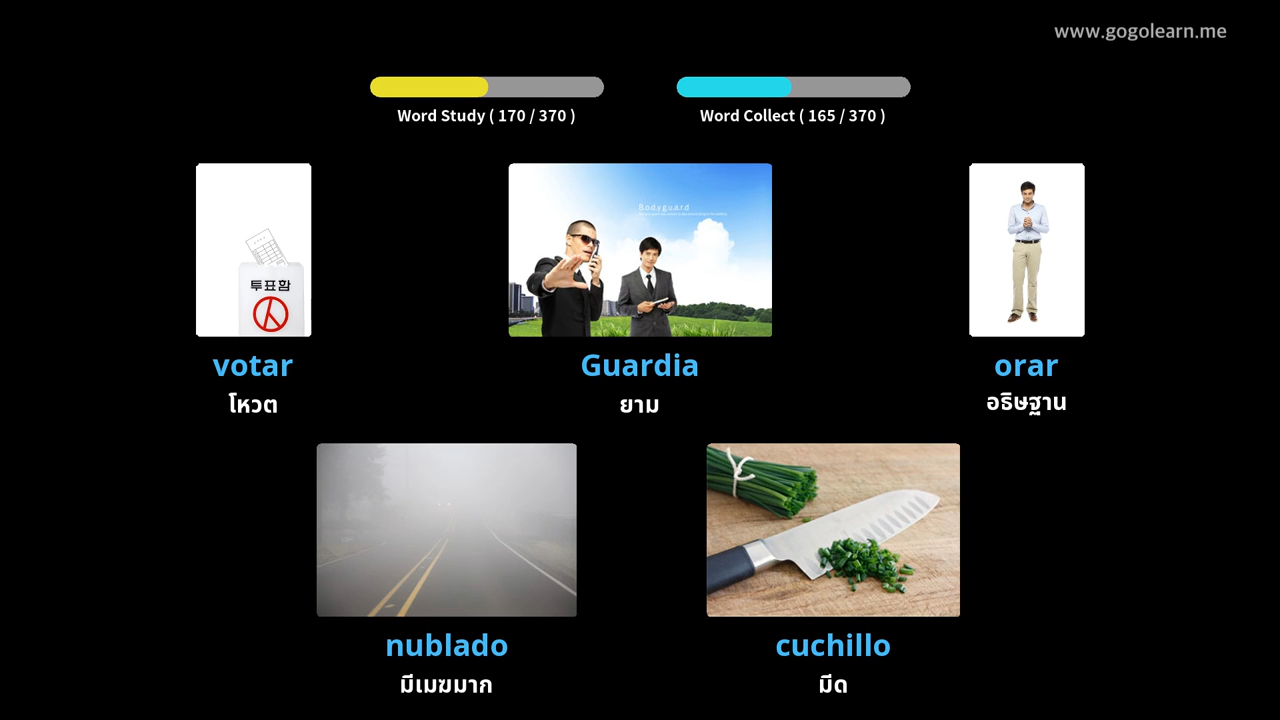 www.gogolearn.me
Word Study ( 170 / 370 )
Word Collect ( 165 / 370 )
투표함
Bodyguard
votar
Guardia
orar
โหวต
ยาม
อธิษฐาน
nublado
cuchillo
มีเมฆมาก
มีด